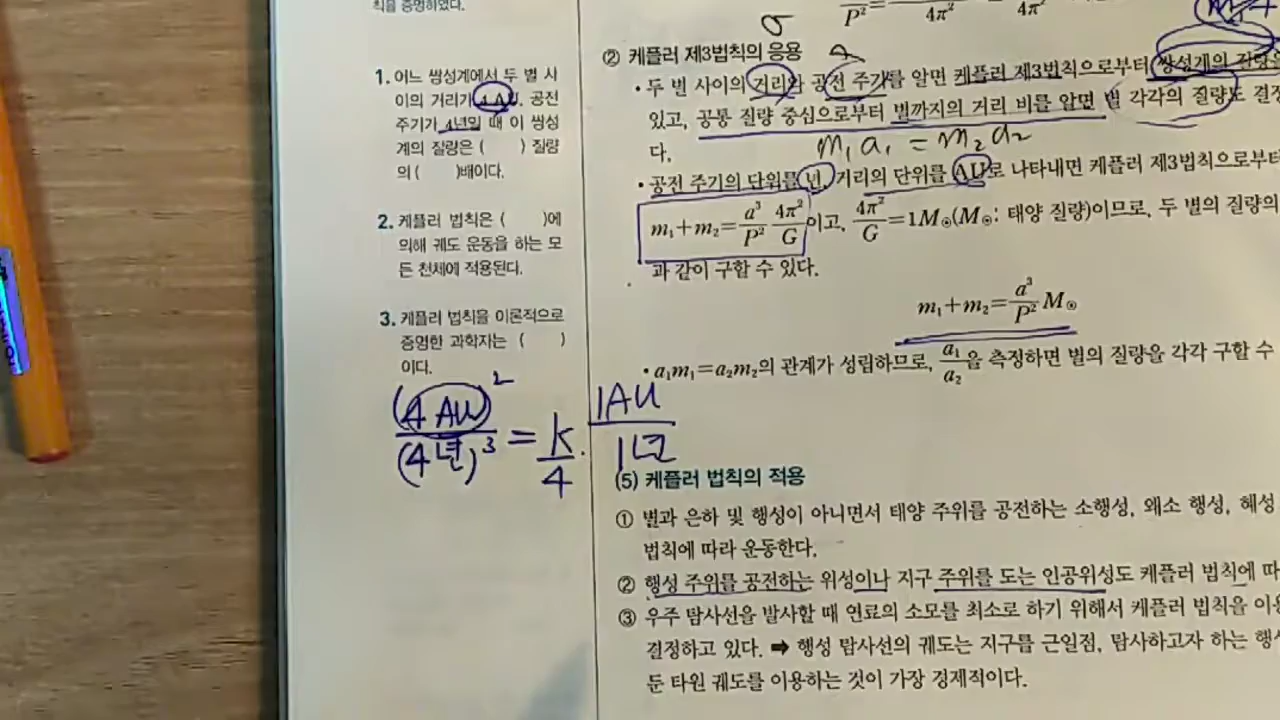 칙을 증명하였다.
1. 어느 쌍성계에서 두 별 사
이의 거리가 4 AU, 공전
주기가 4년일 때 이 쌍성
계의 질량은 ( ) 질량
의 ( )배이다.
2. 케플러 법칙은 ( )에
의해 궤도 운동을 하는 모
든 천체에 적용된다.
3. 케플러 법칙을 이론적으로
증명한 과학자는 ( )
이다.
(4 AU)² / (4년)³ = k/4 · 1AU / 1년
P² = 4π² 4π²
② 케플러 제3법칙의 응용
• 두 별 사이의 거리와 공전 주기를 알면 케플러 제3법칙으로부터 쌍성계의 질량을
있고, 공통 질량 중심으로부터 별까지의 거리 비를 알면 별 각각의 질량도 결정
다.
m₁ a₁ = m₂ a₂
• 공전 주기의 단위를 년, 거리의 단위를 AU로 나타내면 케플러 제3법칙으로부터
m₁+m₂=a³/P² 4π²/G 이고, 4π²/G=1M⊙(M⊙: 태양 질량)이므로, 두 별의 질량의
과 같이 구할 수 있다.
m₁+m₂=a³/P² M⊙
• a₁m₁=a₂m₂의 관계가 성립하므로, a₁/a₂을 측정하면 별의 질량을 각각 구할 수
(5) 케플러 법칙의 적용
① 별과 은하 및 행성이 아니면서 태양 주위를 공전하는 소행성, 왜소 행성, 혜성
법칙에 따라 운동한다.
② 행성 주위를 공전하는 위성이나 지구 주위를 도는 인공위성도 케플러 법칙에 따
③ 우주 탐사선을 발사할 때 연료의 소모를 최소로 하기 위해서 케플러 법칙을 이용
결정하고 있다. ➡ 행성 탐사선의 궤도는 지구를 근일점, 탐사하고자 하는 행성
둔 타원 궤도를 이용하는 것이 가장 경제적이다.